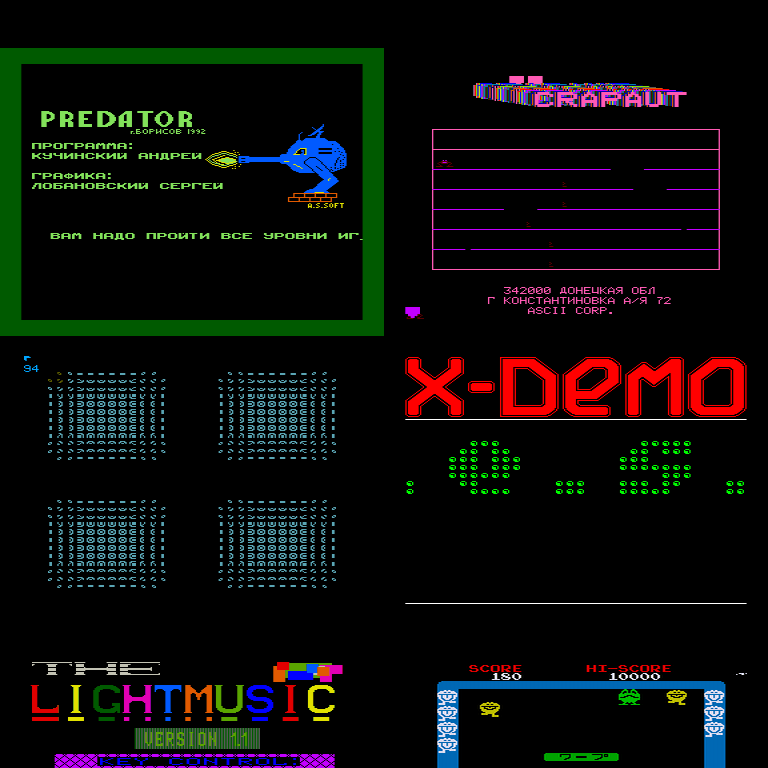 PREDATOR
г.БОРИСОВ 1992
ПРОГРАММА:
КУЧИНСКИЙ АНДРЕЙ
ГРАФИКА:
ЛОБАНОВСКИЙ СЕРГЕЙ
A.S.SOFT
ВАМ НАДО ПРОЙТИ ВСЕ УРОВНИ ИГ
CRAPAUT
342000 ДОНЕЦКАЯ ОБЛ
Г КОНСТАНТИНОВКА А/Я 72
ASCII CORP.
94
X-DEMO
THE
LIGHTMUSIC
VERSION 1.1
KEY CONTROL:
SCORE HI-SCORE
180 10000
ワープ